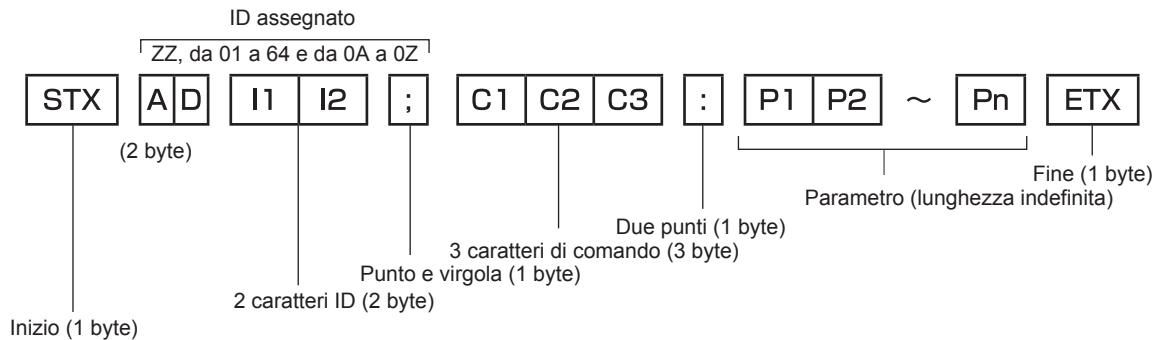 ID assegnato
ZZ, da 01 a 64 e da 0A a 0Z
STX A D I1 I2 ; C1 C2 C3 : P1 P2 ~ Pn ETX
(2 byte)
Fine (1 byte)
Parametro (lunghezza indefinita)
Due punti (1 byte)
3 caratteri di comando (3 byte)
Punto e virgola (1 byte)
2 caratteri ID (2 byte)
Inizio (1 byte)